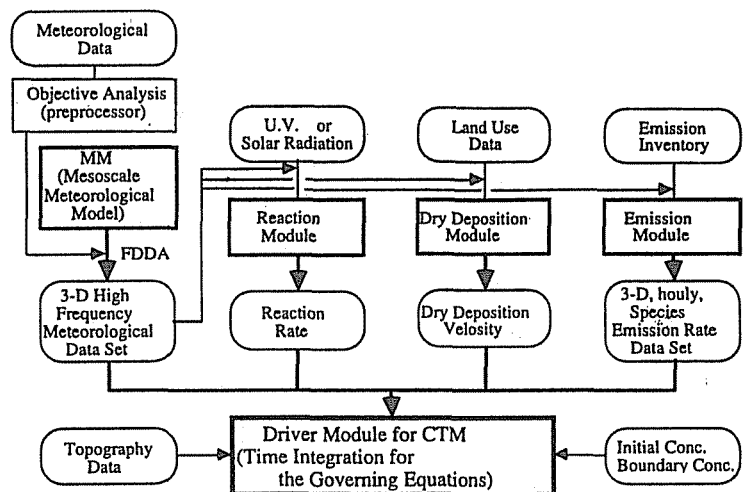 Meteorological
Data
Objective Analysis
(preprocessor)
MM
(Mesoscale
Meteorological
Model)
FDDA
3-D High
Frequency
Meteorological
Data Set
U.V. or
Solar Radiation
Reaction
Module
Reaction
Rate
Land Use
Data
Dry Deposition
Module
Dry Deposition
Velosity
Emission
Inventory
Emission
Module
3-D, houly,
Species
Emission Rate
Data Set
Topography
Data
Driver Module for CTM
(Time Integration for
the Governing Equations)
Initial Conc.
Boundary Conc.